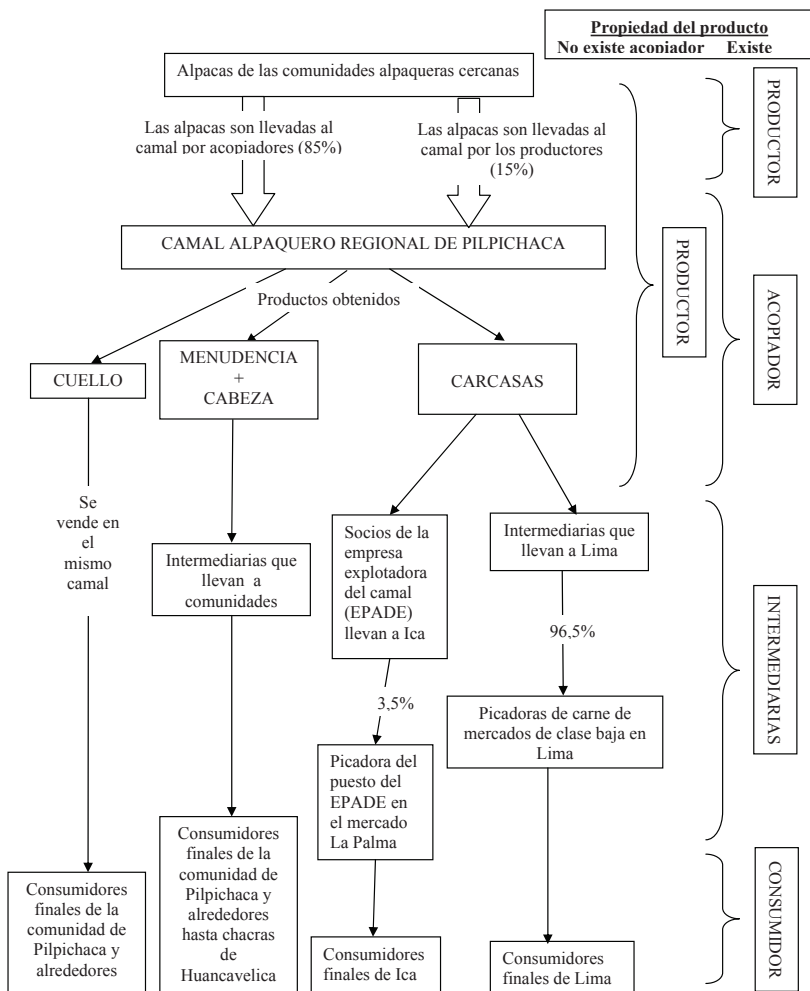 Propiedad del producto
No existe aconiador Existe
Alpacas de las comunidades alpaqueras cercanas
Las alpacas son llevadas al
camal por acopiadores (85%)
Las alpacas son llevadas al
camal por los productores
(15%)
PRODUCTOR
CAMAL ALPAQUERO REGIONAL DE PILPICHACA
PRODUCTOR
ACOPIADOR
Productos obtenidos
CUELLO
MENUDENCIA
+
CABEZA
CARCASAS
Se
vende en
el
mismo
camal
Intermediarias que
llevan a
comunidades
Socios de la
empresa
explotadora
del camal
(EPADE)
llevan a Ica
Intermediarias que
llevan a Lima
96,5%
INTERMEDIARIAS
3,5%
Picadoras de carne de
mercados de clase baja en
Lima
Picadora del
puesto del
EPADE en
el mercado
La Palma
Consumidores
finales de la
comunidad de
Pilpichaca y
alrededores
Consumidores
finales de la
comunidad de
Pilpichaca y
alrededores
hasta chacras
de
Huancavelica
Consumidores
finales de Ica
Consumidores
finales de Lima
CONSUMIDOR